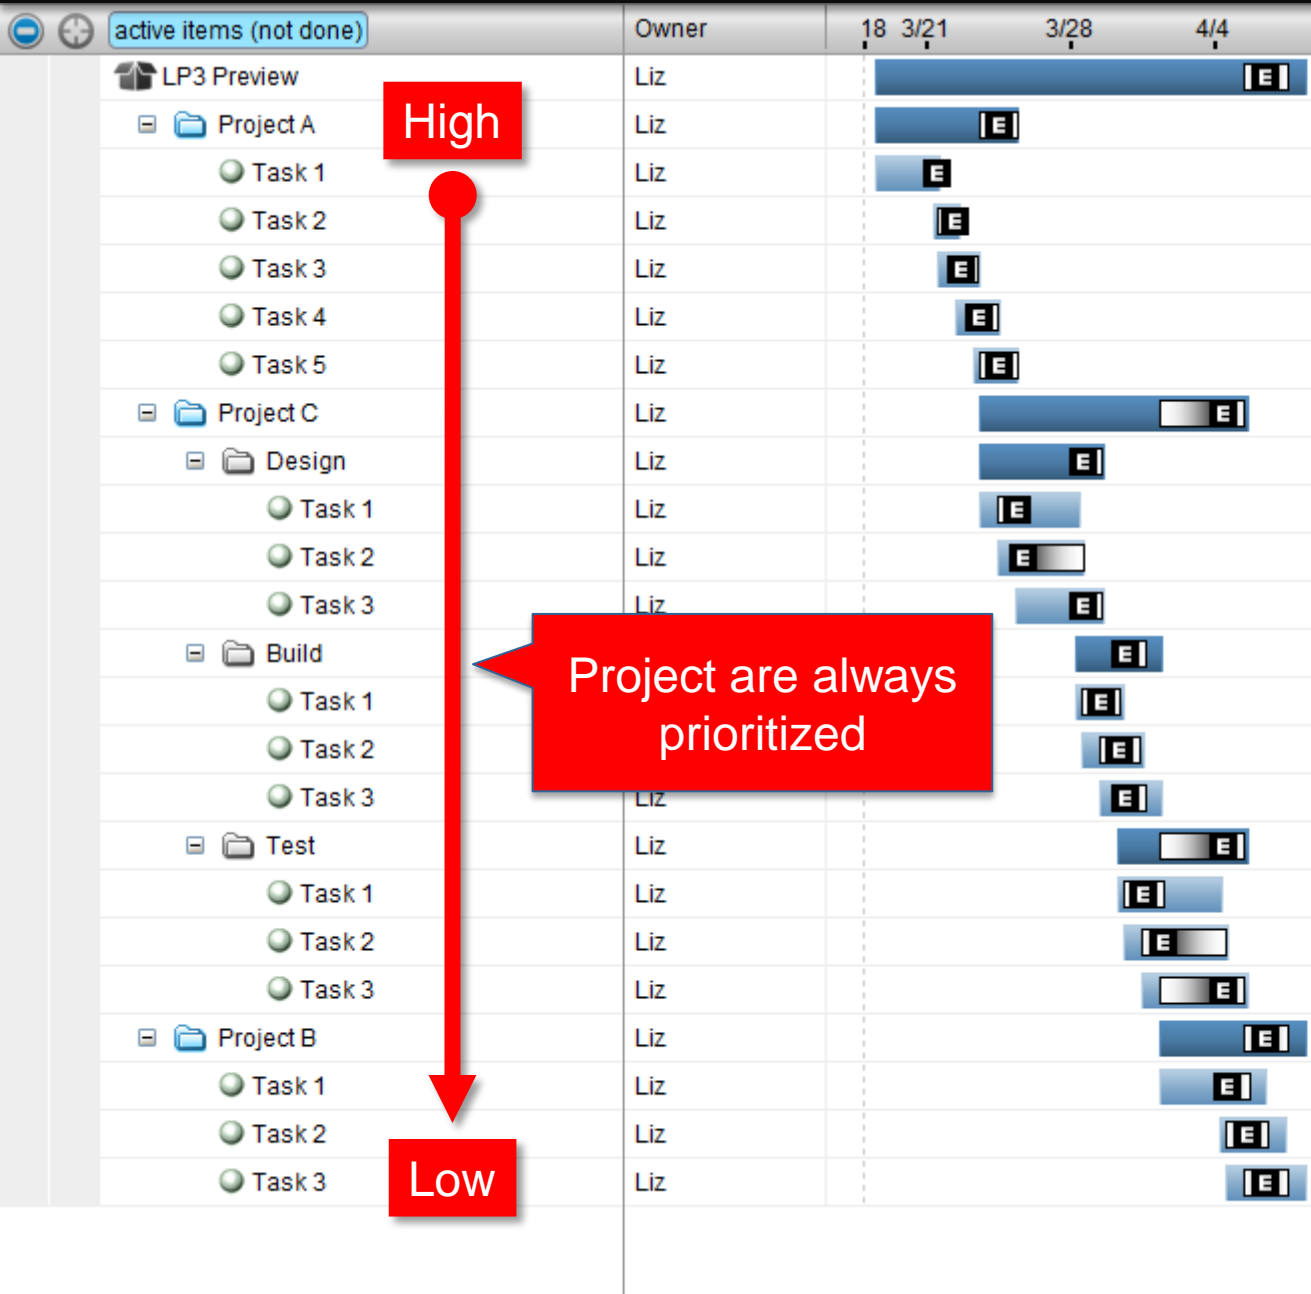 active items (not done) Owner 18 3/21 3/28 4/4
LP3 Preview Liz E
Project A High Liz E
Task 1 Liz E
Task 2 Liz E
Task 3 Liz E
Task 4 Liz E
Task 5 Liz E
Project C Liz E
Design Liz E
Task 1 Liz E
Task 2 Liz E
Task 3 Liz E
Build E
Project are always
prioritized
Task 1 E
Task 2 E
Task 3 Liz E
Test Liz E
Task 1 Liz E
Task 2 Liz E
Task 3 Liz E
Project B Liz E
Task 1 Liz E
Task 2 Liz E
Task 3 Low Liz E